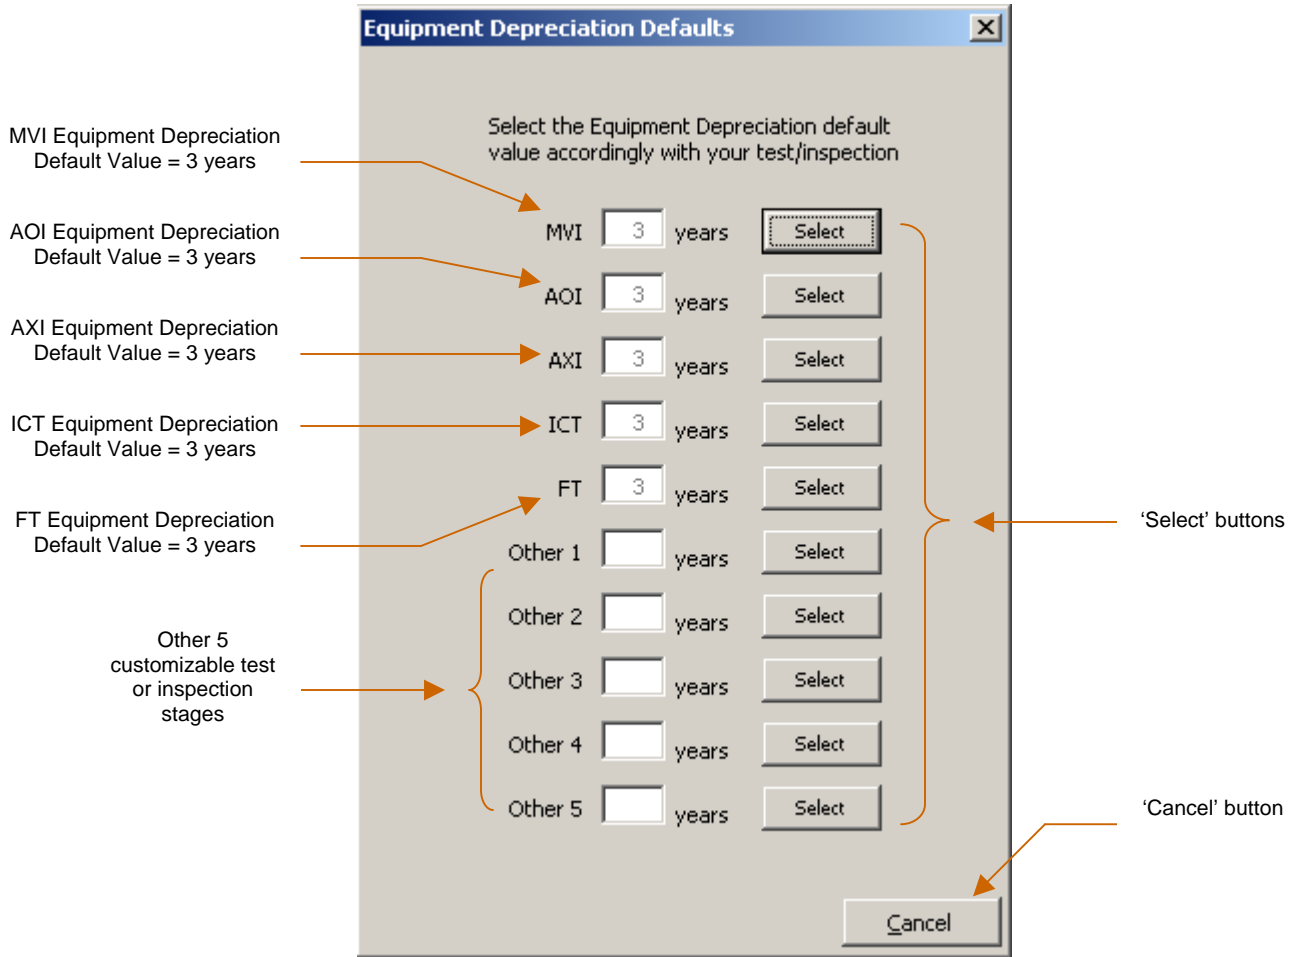 Equipment Depreciation Defaults
Select the Equipment Depreciation default
value accordingly with your test/inspection
MVI Equipment Depreciation
Default Value = 3 years
MVI 3 years Select
AOI Equipment Depreciation
Default Value = 3 years
AOI 3 years Select
AXI Equipment Depreciation
Default Value = 3 years
AXI 3 years Select
ICT Equipment Depreciation
Default Value = 3 years
ICT 3 years Select
FT 3 years Select
FT Equipment Depreciation
Default Value = 3 years
‘Select’ buttons
Other 1 years Select
Other 2 years Select
Other 5
customizable test
or inspection
stages
Other 3 years Select
Other 4 years Select
Other 5 years Select
‘Cancel’ button
Cancel